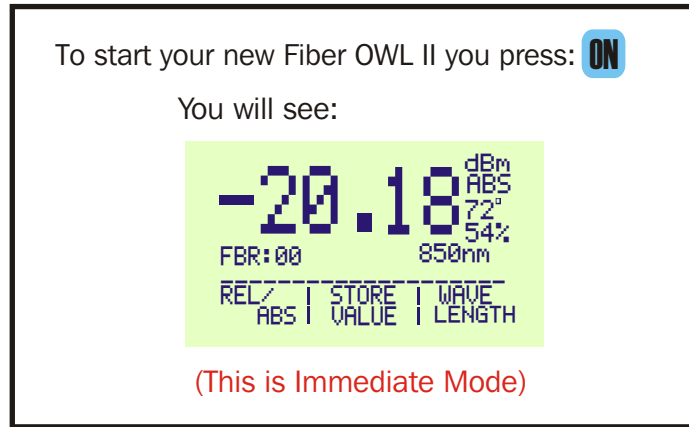 To start your new Fiber OWL II you press: ON
You will see:
-20.18 dBm
ABS
72°
54%
FBR:00 850nm
REL/ | STORE | WAVE
ABS | VALUE | LENGTH
(This is Immediate Mode)